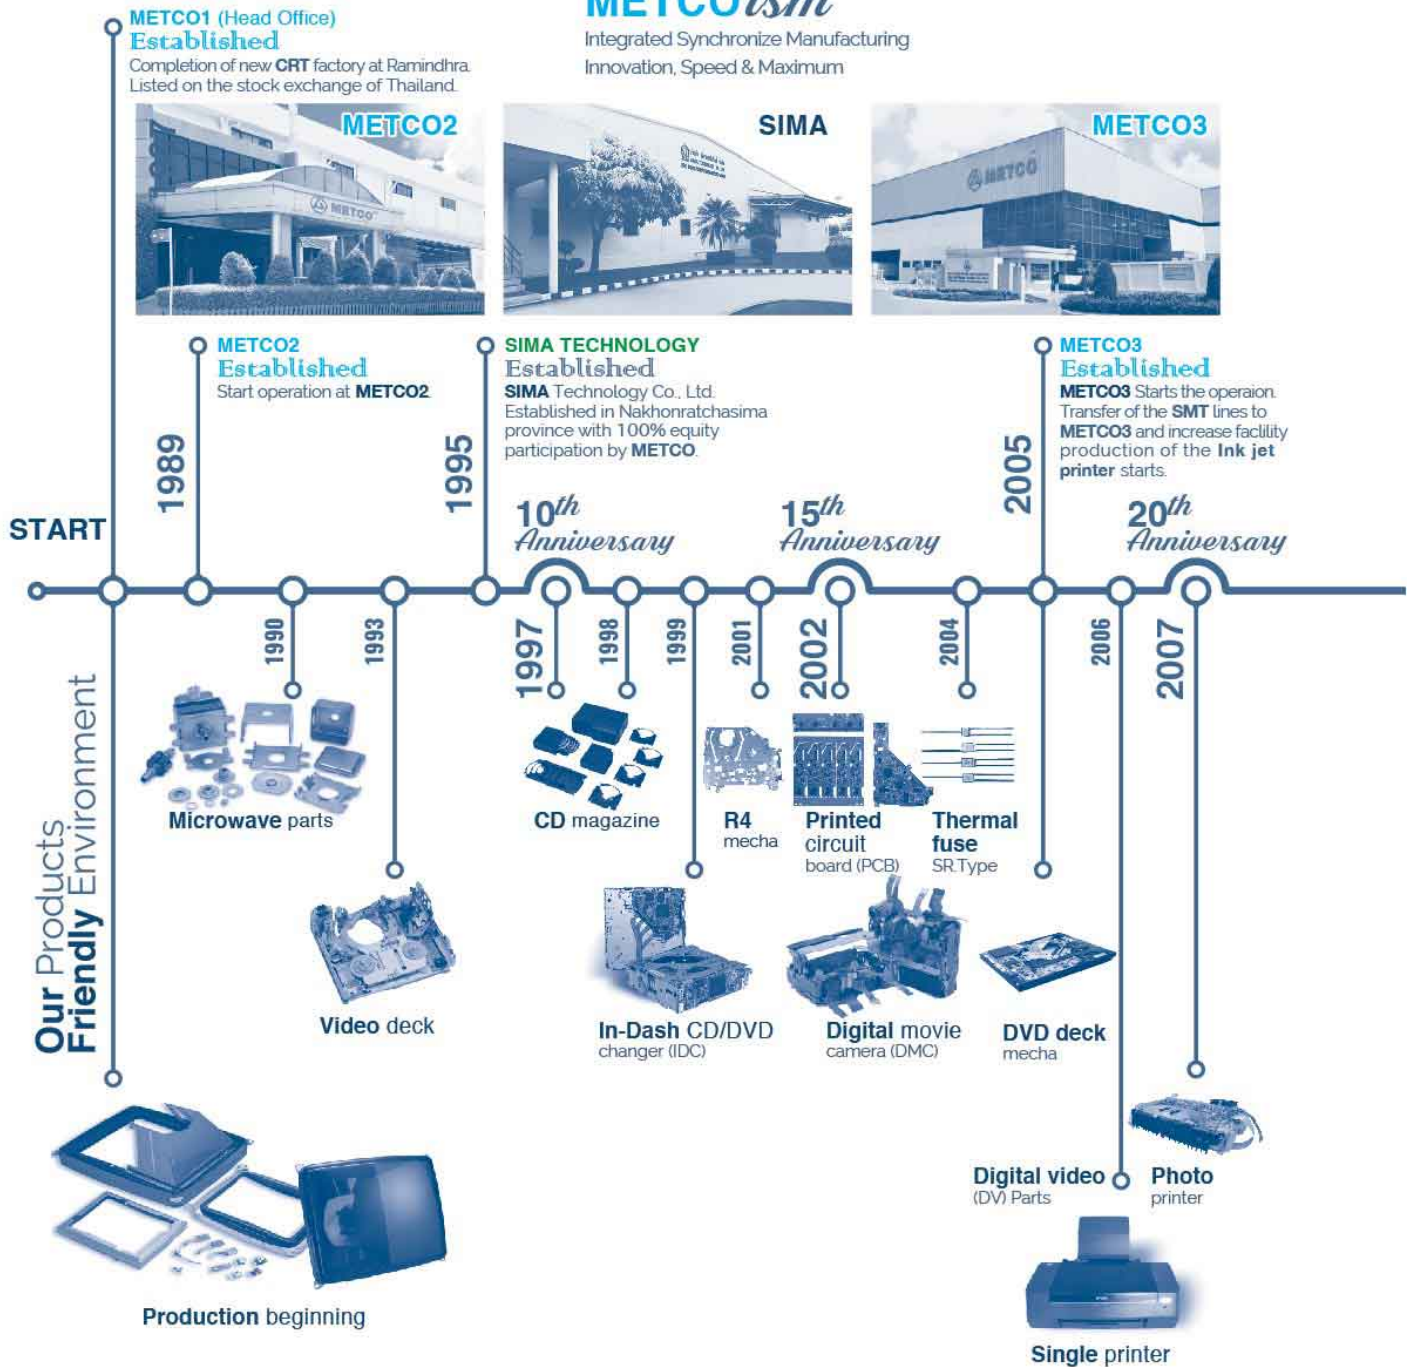 METCO1 (Head Office)
Established
Completion of new CRT factory at Ramindhra.
Listed on the stock exchange of Thailand.
METCOism
Integrated Synchronize Manufacturing
Innovation, Speed & Maximum
METCO2
METCO
SIMA
METCO3
METCO
METCO2
Established
Start operation at METCO2.
SIMA TECHNOLOGY
Established
SIMA Technology Co., Ltd.
Established in Nakhonratchasima
province with 100% equity
participation by METCO.
METCO3
Established
METCO3 Starts the operaion.
Transfer of the SMT lines to
METCO3 and increase faclility
production of the Ink jet
printer starts.
1989
1995
2005
START
10th
Anniversary
15th
Anniversary
20th
Anniversary
1990
1993
1997
1998
1999
2001
2002
2004
2006
2007
Our Products
Friendly Environment
Microwave parts
CD magazine
R4
mecha
Printed
circuit
board (PCB)
Thermal
fuse
SR.Type
Video deck
In-Dash CD/DVD
changer (IDC)
Digital movie
camera (DMC)
DVD deck
mecha
Digital video
(DV) Parts
Photo
printer
Production beginning
Single printer